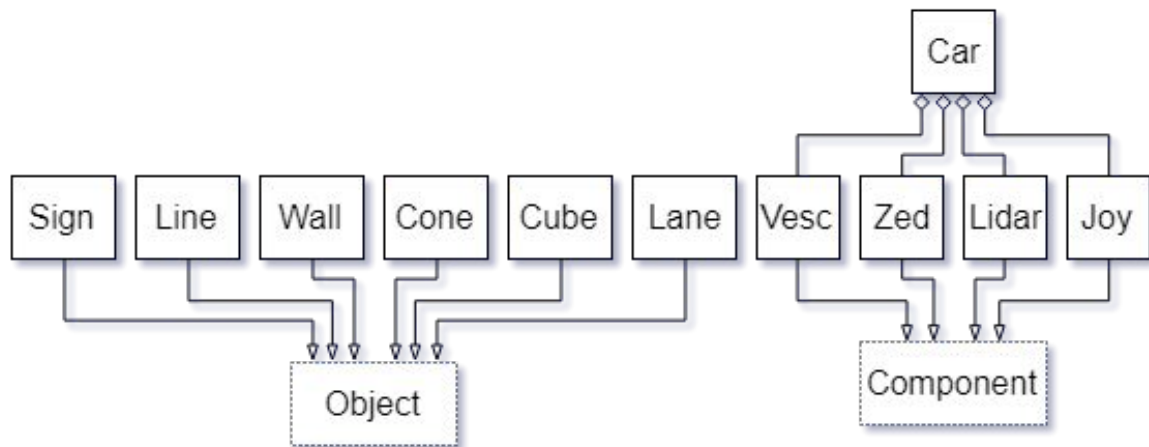 Car
Sign Line Wall Cone Cube Lane Vesc Zed Lidar Joy
Object
Component